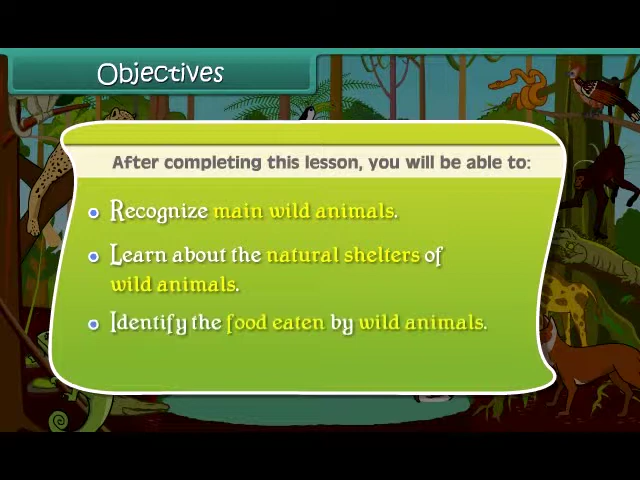 Objectives
After completing this lesson, you will be able to:
Recognize main wild animals.
Learn about the natural shelters of
wild animals.
Identify the food eaten by wild animals.